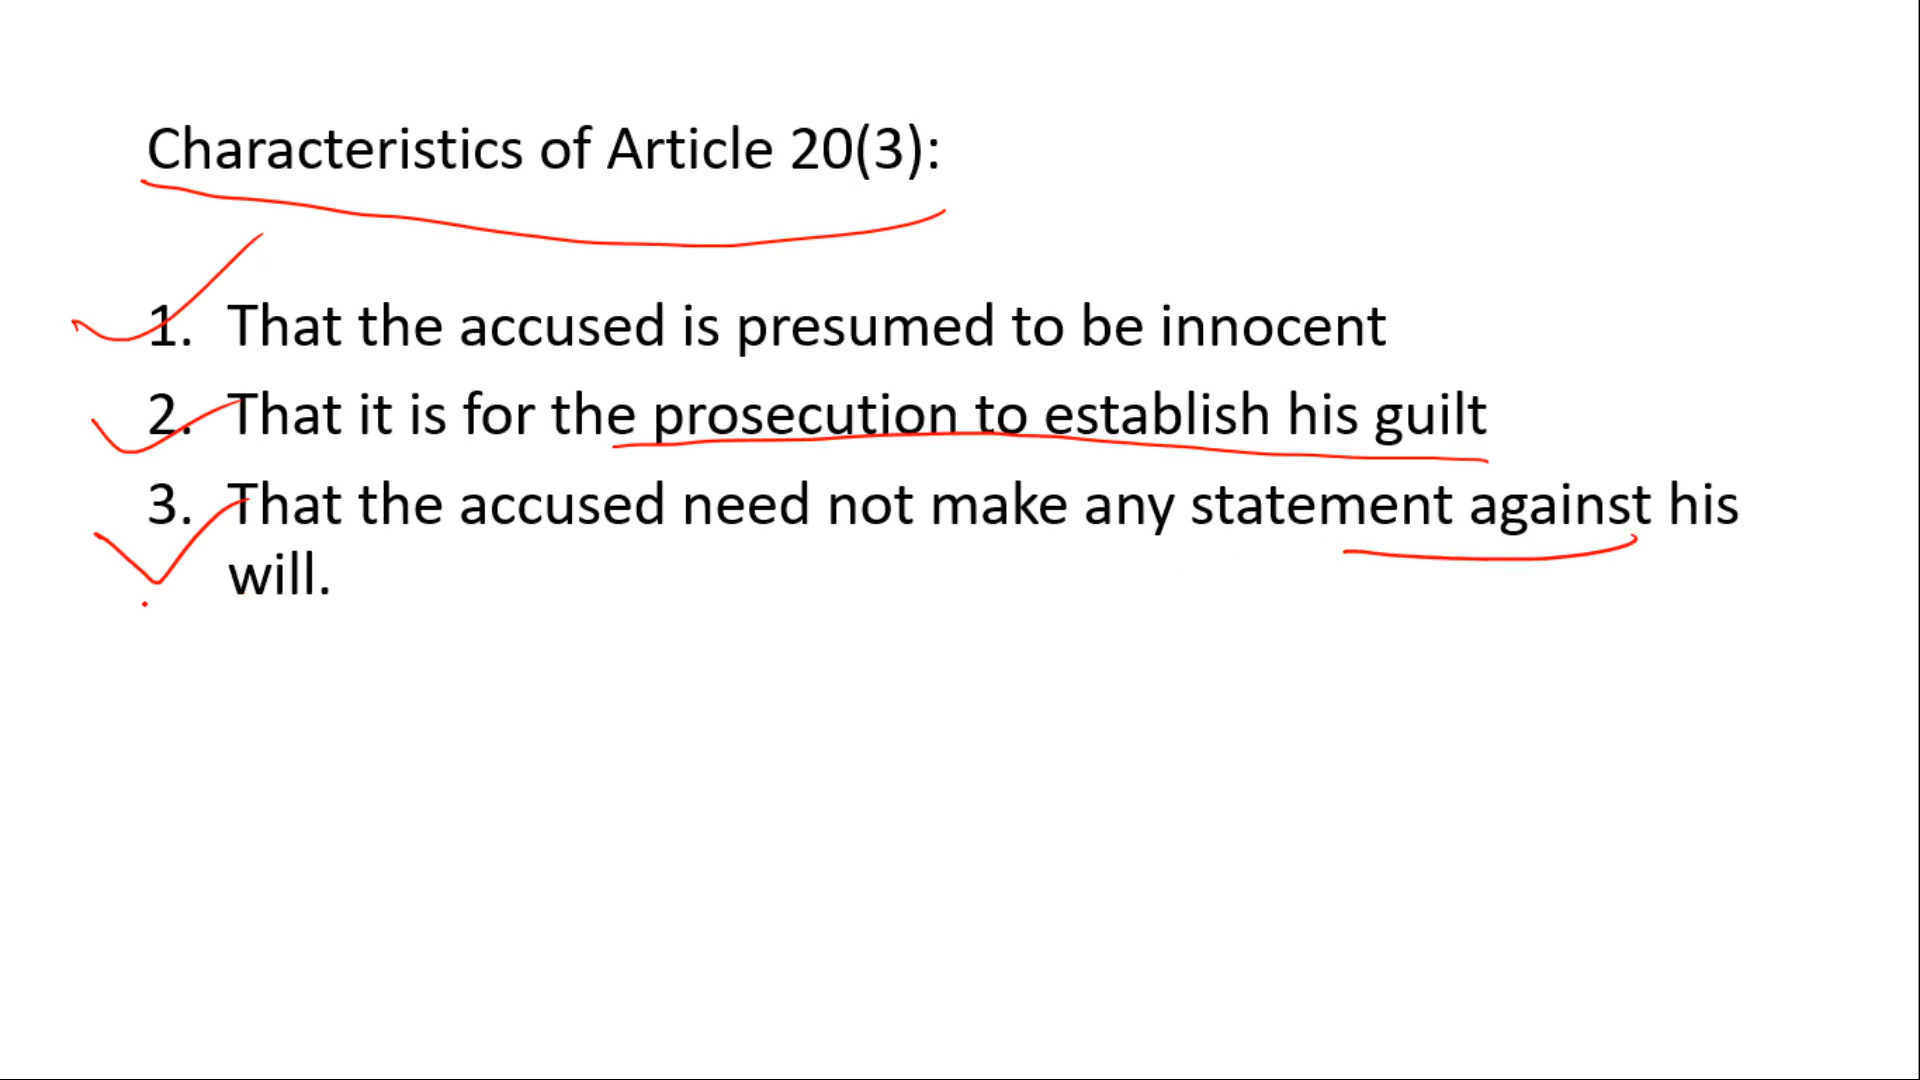 Characteristics of Article 20(3):
1. That the accused is presumed to be innocent
2. That it is for the prosecution to establish his guilt
3. That the accused need not make any statement against his
will.